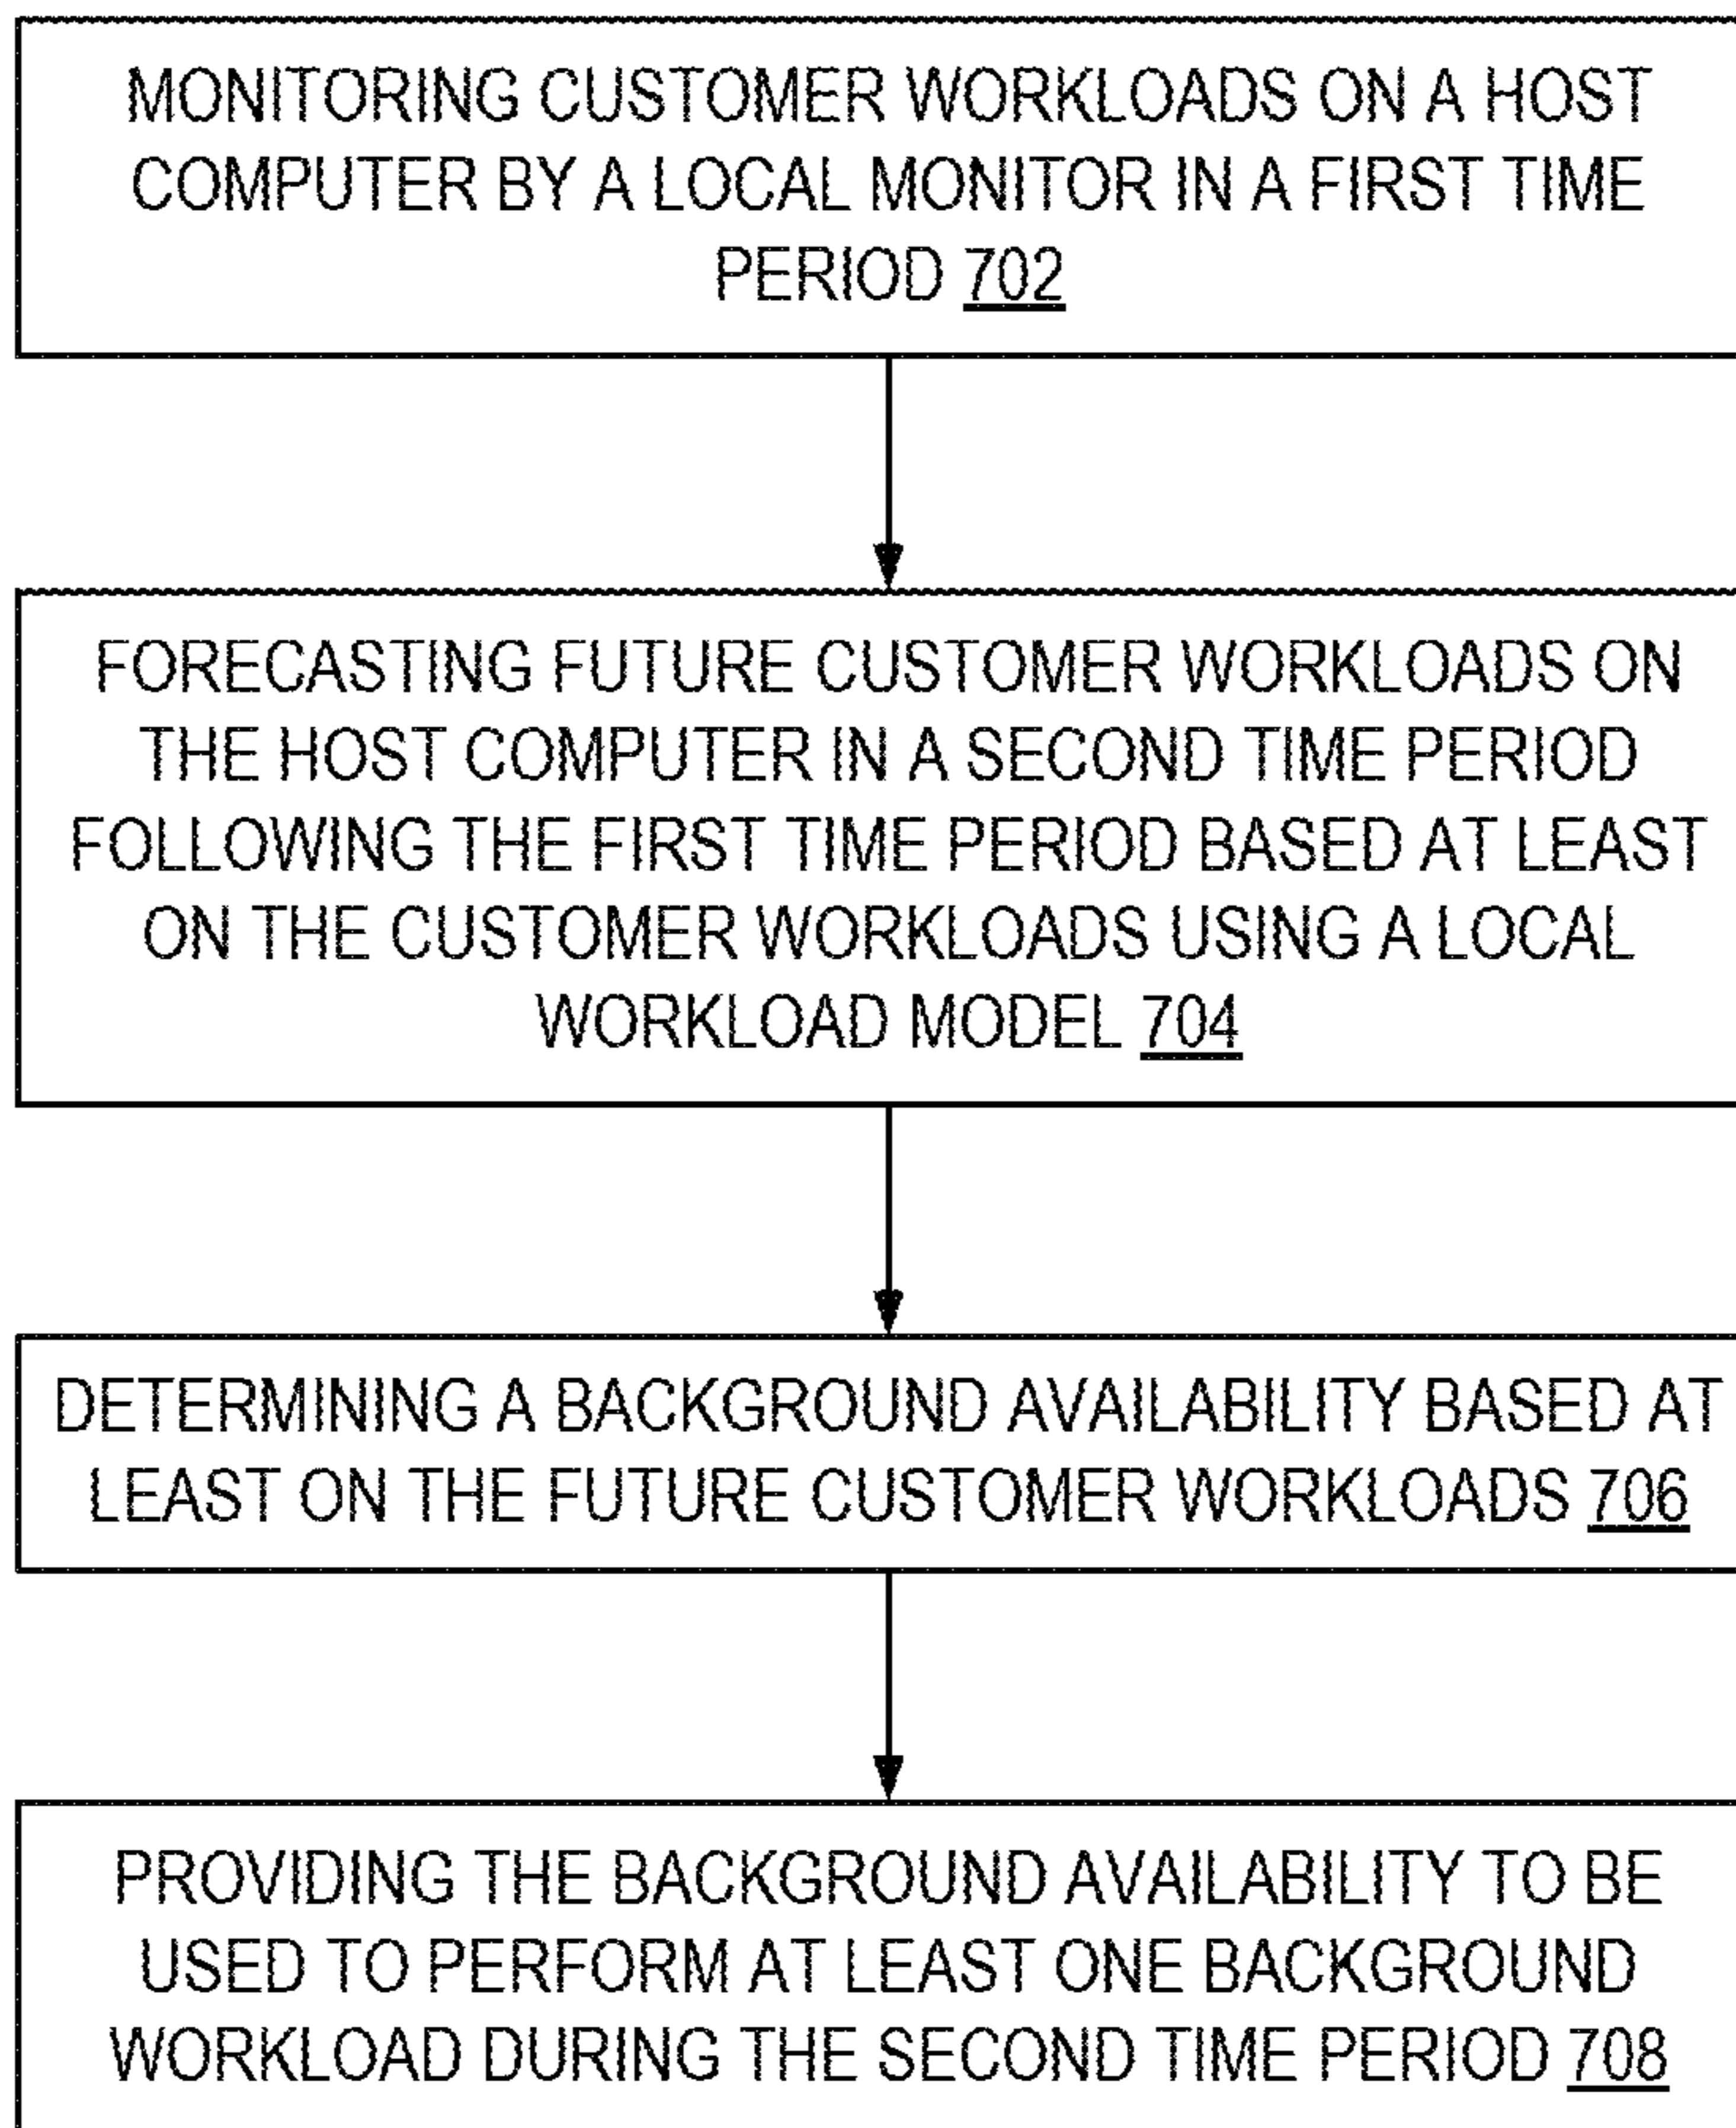 MONITORING CUSTOMER WORKLOADS ON A HOST
COMPUTER BY A LOCAL MONITOR IN A FIRST TIME
PERIOD 702
FORECASTING FUTURE CUSTOMER WORKLOADS ON
THE HOST COMPUTER IN A SECOND TIME PERIOD
FOLLOWING THE FIRST TIME PERIOD BASED AT LEAST
ON THE CUSTOMER WORKLOADS USING A LOCAL
WORKLOAD MODEL 704
DETERMINING A BACKGROUND AVAILABILITY BASED AT
LEAST ON THE FUTURE CUSTOMER WORKLOADS 706
PROVIDING THE BACKGROUND AVAILABILITY TO BE
USED TO PERFORM AT LEAST ONE BACKGROUND
WORKLOAD DURING THE SECOND TIME PERIOD 708